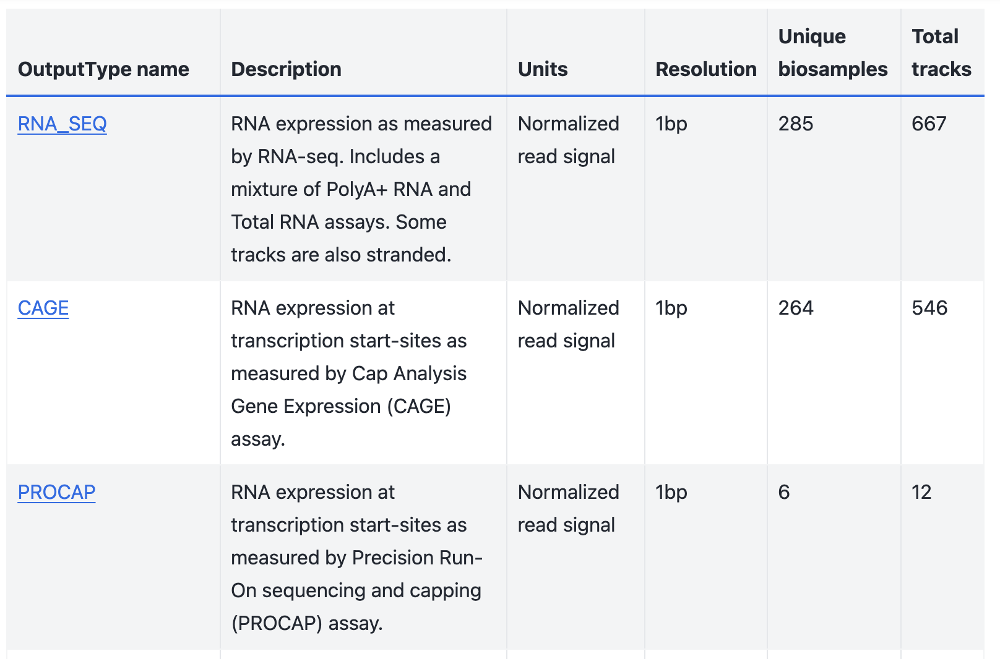 OutputType name Description Units Resolution Unique biosamples Total tracks
RNA_SEQ RNA expression as measured Normalized 1bp 285 667
by RNA-seq. Includes a read signal
mixture of PolyA+ RNA and
Total RNA assays. Some
tracks are also stranded.
CAGE RNA expression at Normalized 1bp 264 546
transcription start-sites as read signal
measured by Cap Analysis
Gene Expression (CAGE)
assay.
PROCAP RNA expression at Normalized 1bp 6 12
transcription start-sites as read signal
measured by Precision Run-
On sequencing and capping
(PROCAP) assay.